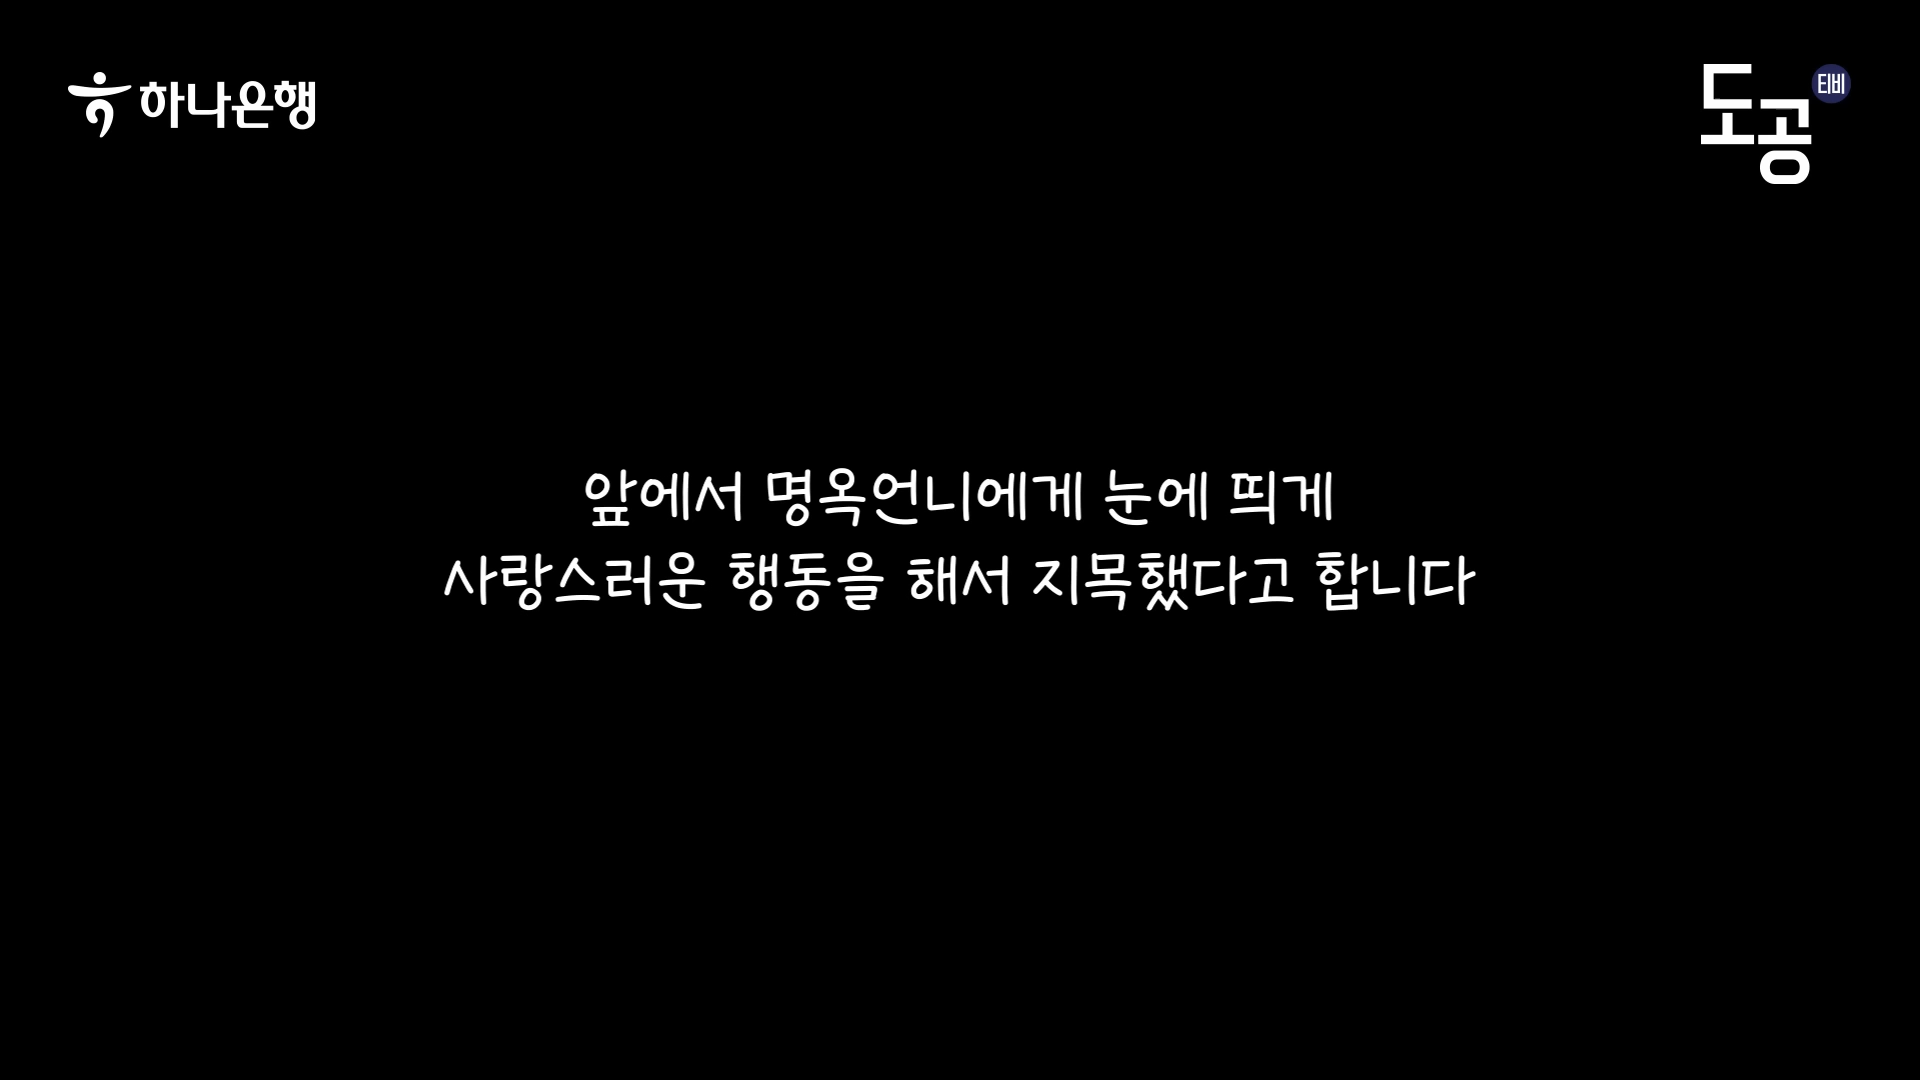 하나은행
도공
티비
앞에서 명옥언니에게 눈에 띄게
사랑스러운 행동을 해서 지목했다고 합니다